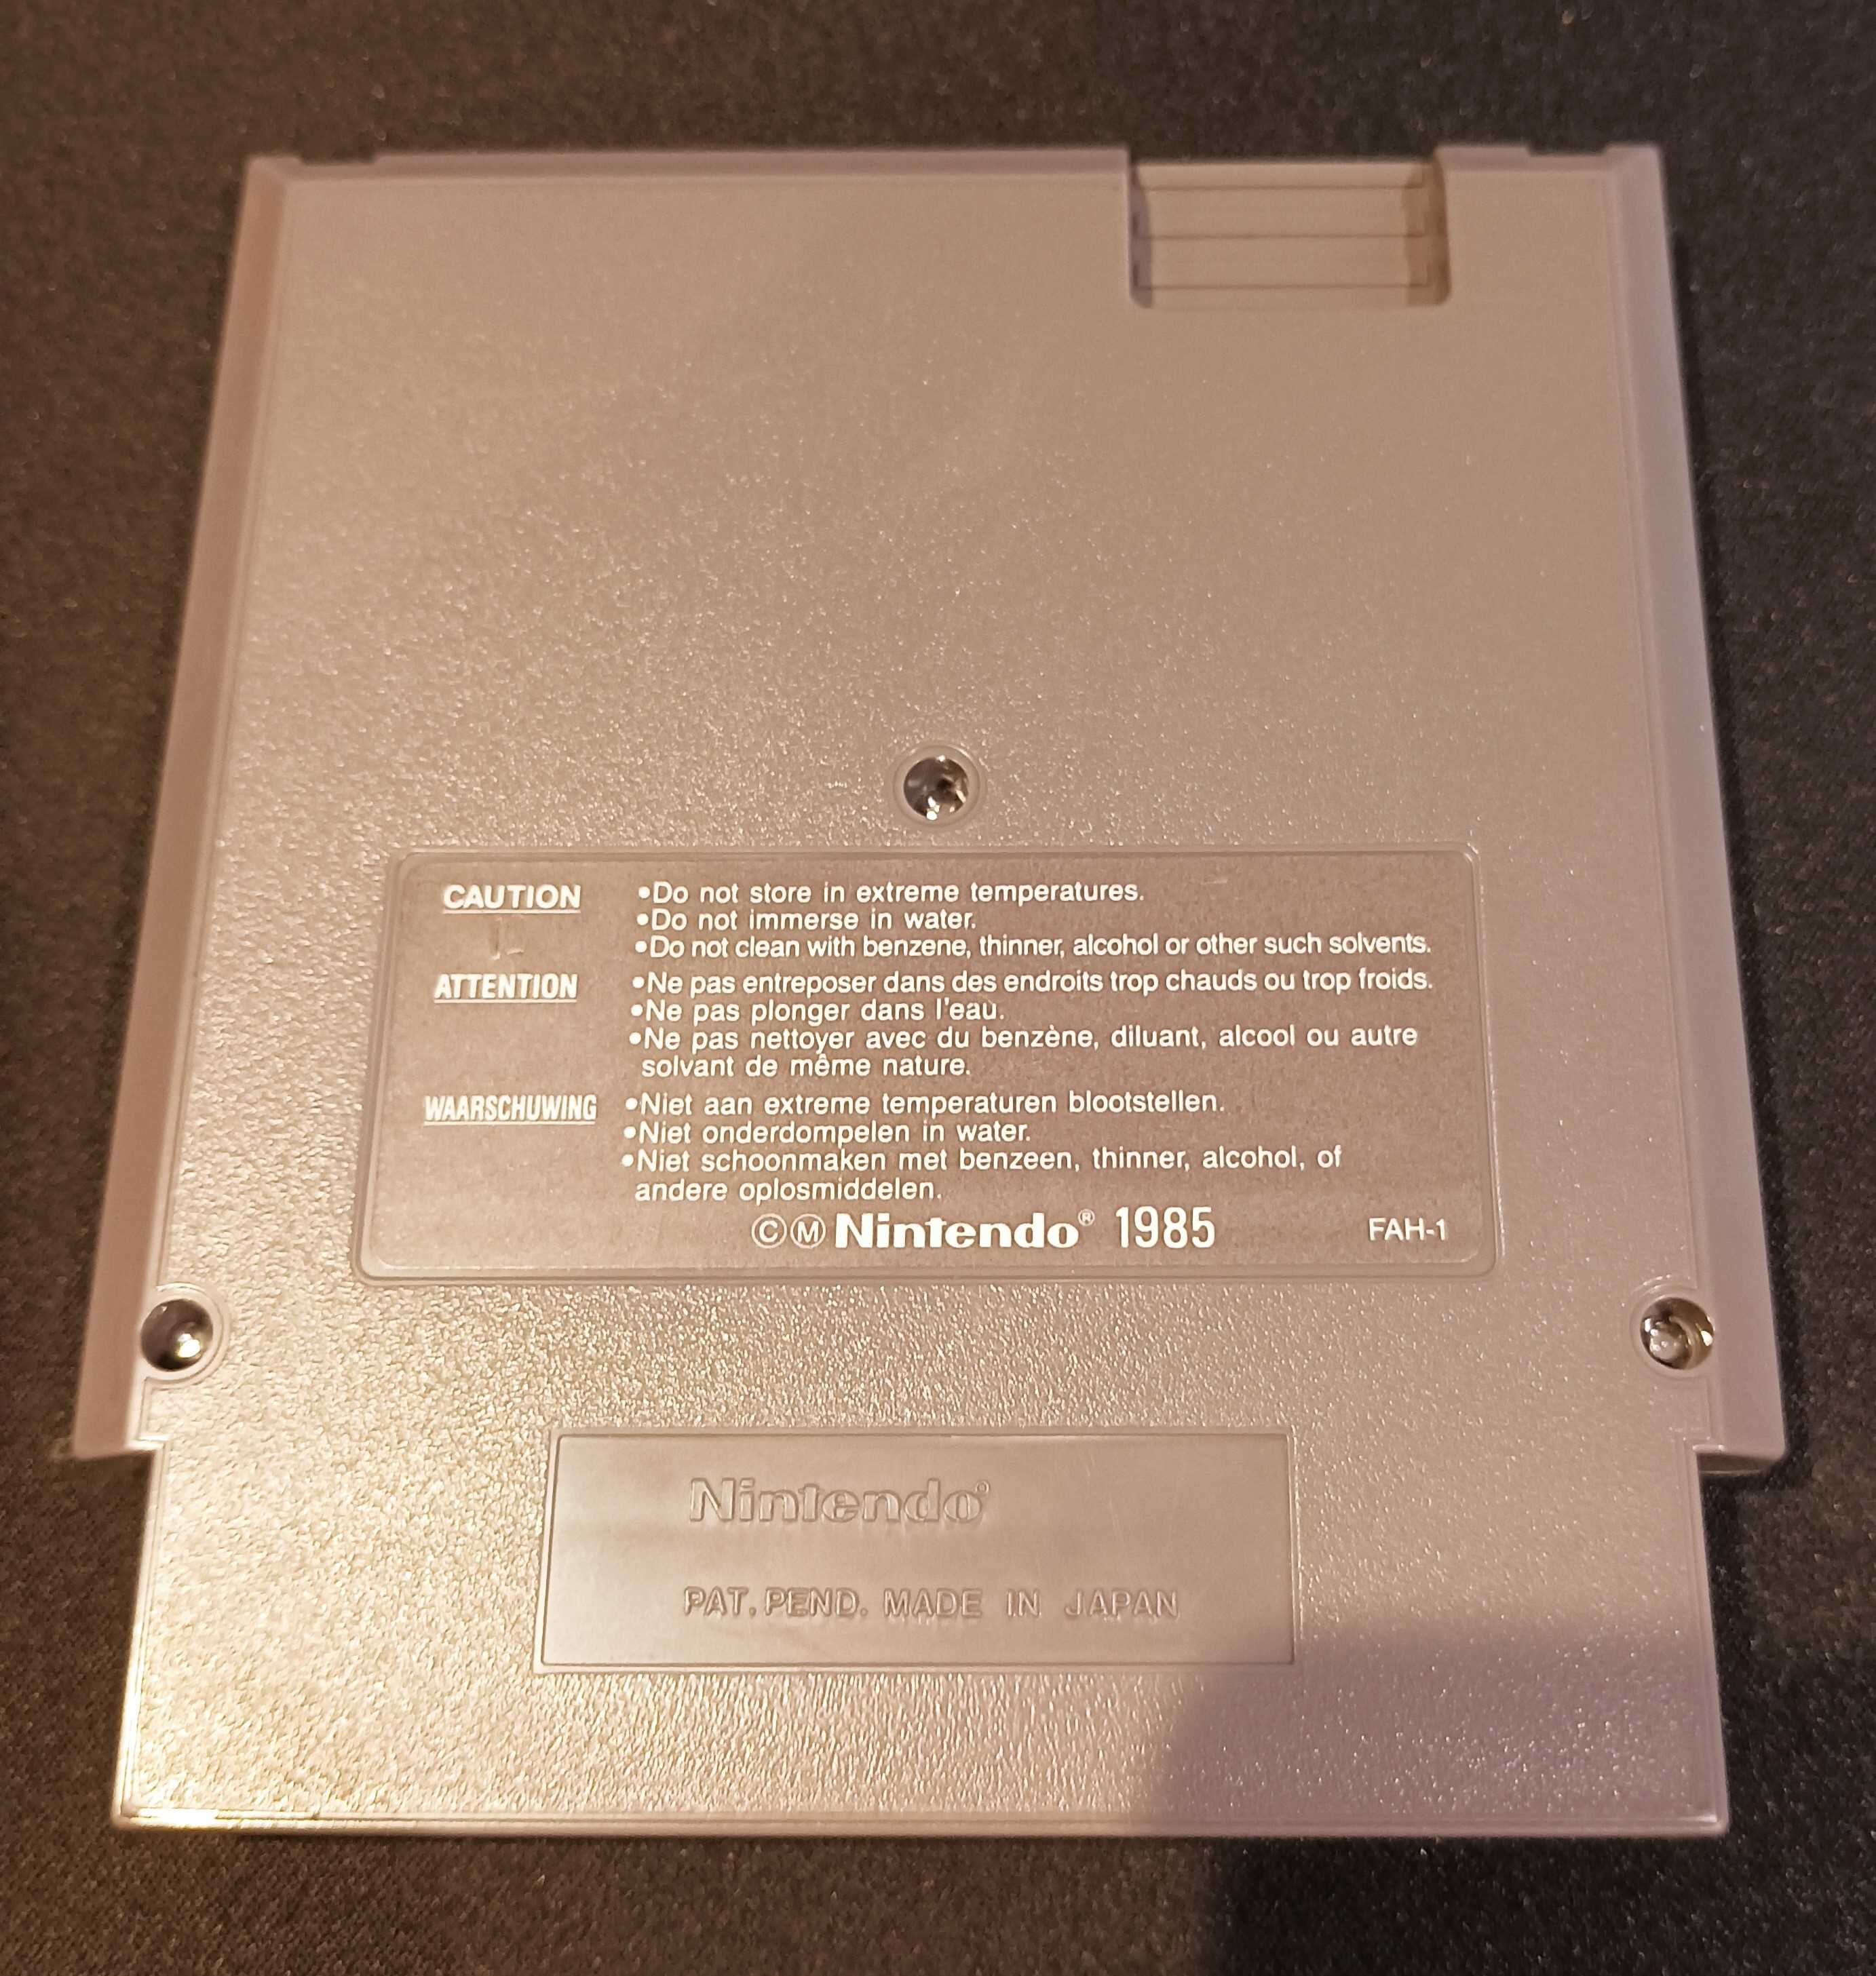 CAUTION •Do not store in extreme temperatures.
•Do not immerse in water.
•Do not clean with benzene, thinner, alcohol or other such solvents.
ATTENTION •Ne pas entreposer dans des endroits trop chauds ou trop froids.
•Ne pas plonger dans l'eau.
•Ne pas nettoyer avec du benzène, diluant, alcool ou autre
solvant de même nature.
WAARSCHUWING •Niet aan extreme temperaturen blootstellen.
•Niet onderdompelen in water.
•Niet schoonmaken met benzeen, thinner, alcohol, of
andere oplosmiddelen.
ⒸⓂNintendo® 1985 FAH-1
Nintendo®
PAT. PEND. MADE IN JAPAN